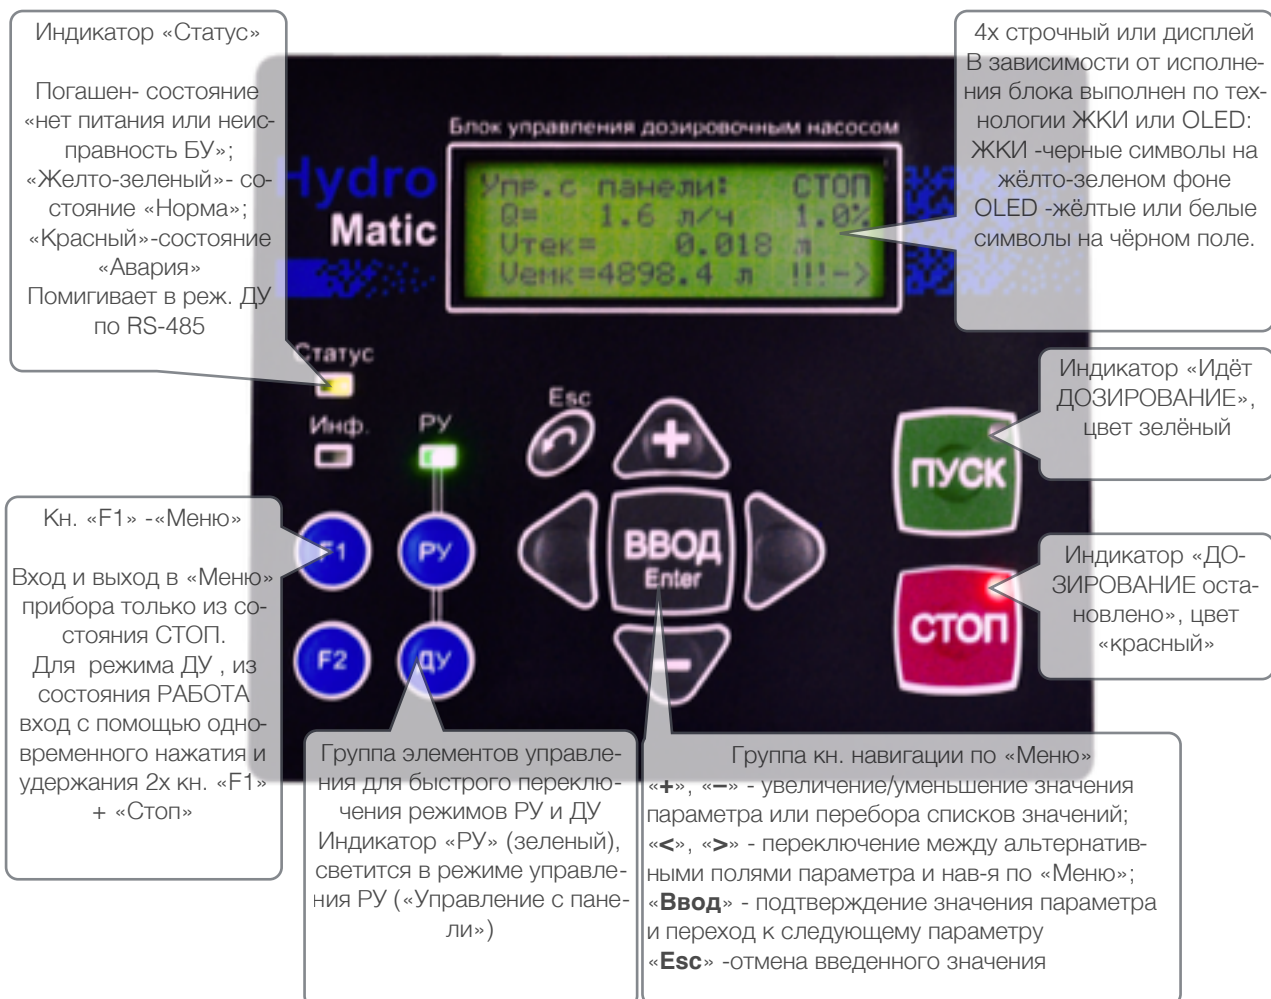 Индикатор «Статус»
Погашен- состояние
«нет питания или неис-
правность БУ»;
«Желто-зеленый»- со-
стояние «Норма»;
«Красный»-состояние
«Авария»
Помигивает в реж. ДУ
по RS-485
4х строчный или дисплей
В зависимости от исполне-
ния блока выполнен по тех-
нологии ЖКИ или OLED:
ЖКИ -черные символы на
жёлто-зеленом фоне
OLED -жёлтые или белые
символы на чёрном поле.
Блок управления дозировочным насосом
Hydro
Matic
Упр.с панели: СТОП
Q= 1.6 л/ч 1.0%
Vтек= 0.018 л
Vемк=4898.4 л !!!->
Статус
Инф.
РУ
Esc
+
ВВОД
Enter
−
F1
РУ
F2
ДУ
ПУСК
СТОП
Индикатор «Идёт
ДОЗИРОВАНИЕ»,
цвет зелёный
Индикатор «ДО-
ЗИРОВАНИЕ оста-
новлено», цвет
«красный»
Кн. «F1» -«Меню»
Вход и выход в «Меню»
прибора только из со-
стояния СТОП.
Для режима ДУ , из
состояния РАБОТА
вход с помощью одно-
временного нажатия и
удержания 2х кн. «F1»
+ «Стоп»
Группа элементов управле-
ния для быстрого переклю-
чения режимов РУ и ДУ
Индикатор «РУ» (зеленый),
светится в режиме управле-
ния РУ («Управление с пане-
ли»)
Группа кн. навигации по «Меню»
«+», «–» - увеличение/уменьшение значения
параметра или перебора списков значений;
«<», «>» - переключение между альтернатив-
ными полями параметра и нав-я по «Меню»;
«Ввод» - подтверждение значения параметра
и переход к следующему параметру
«Esc» -отмена введенного значения